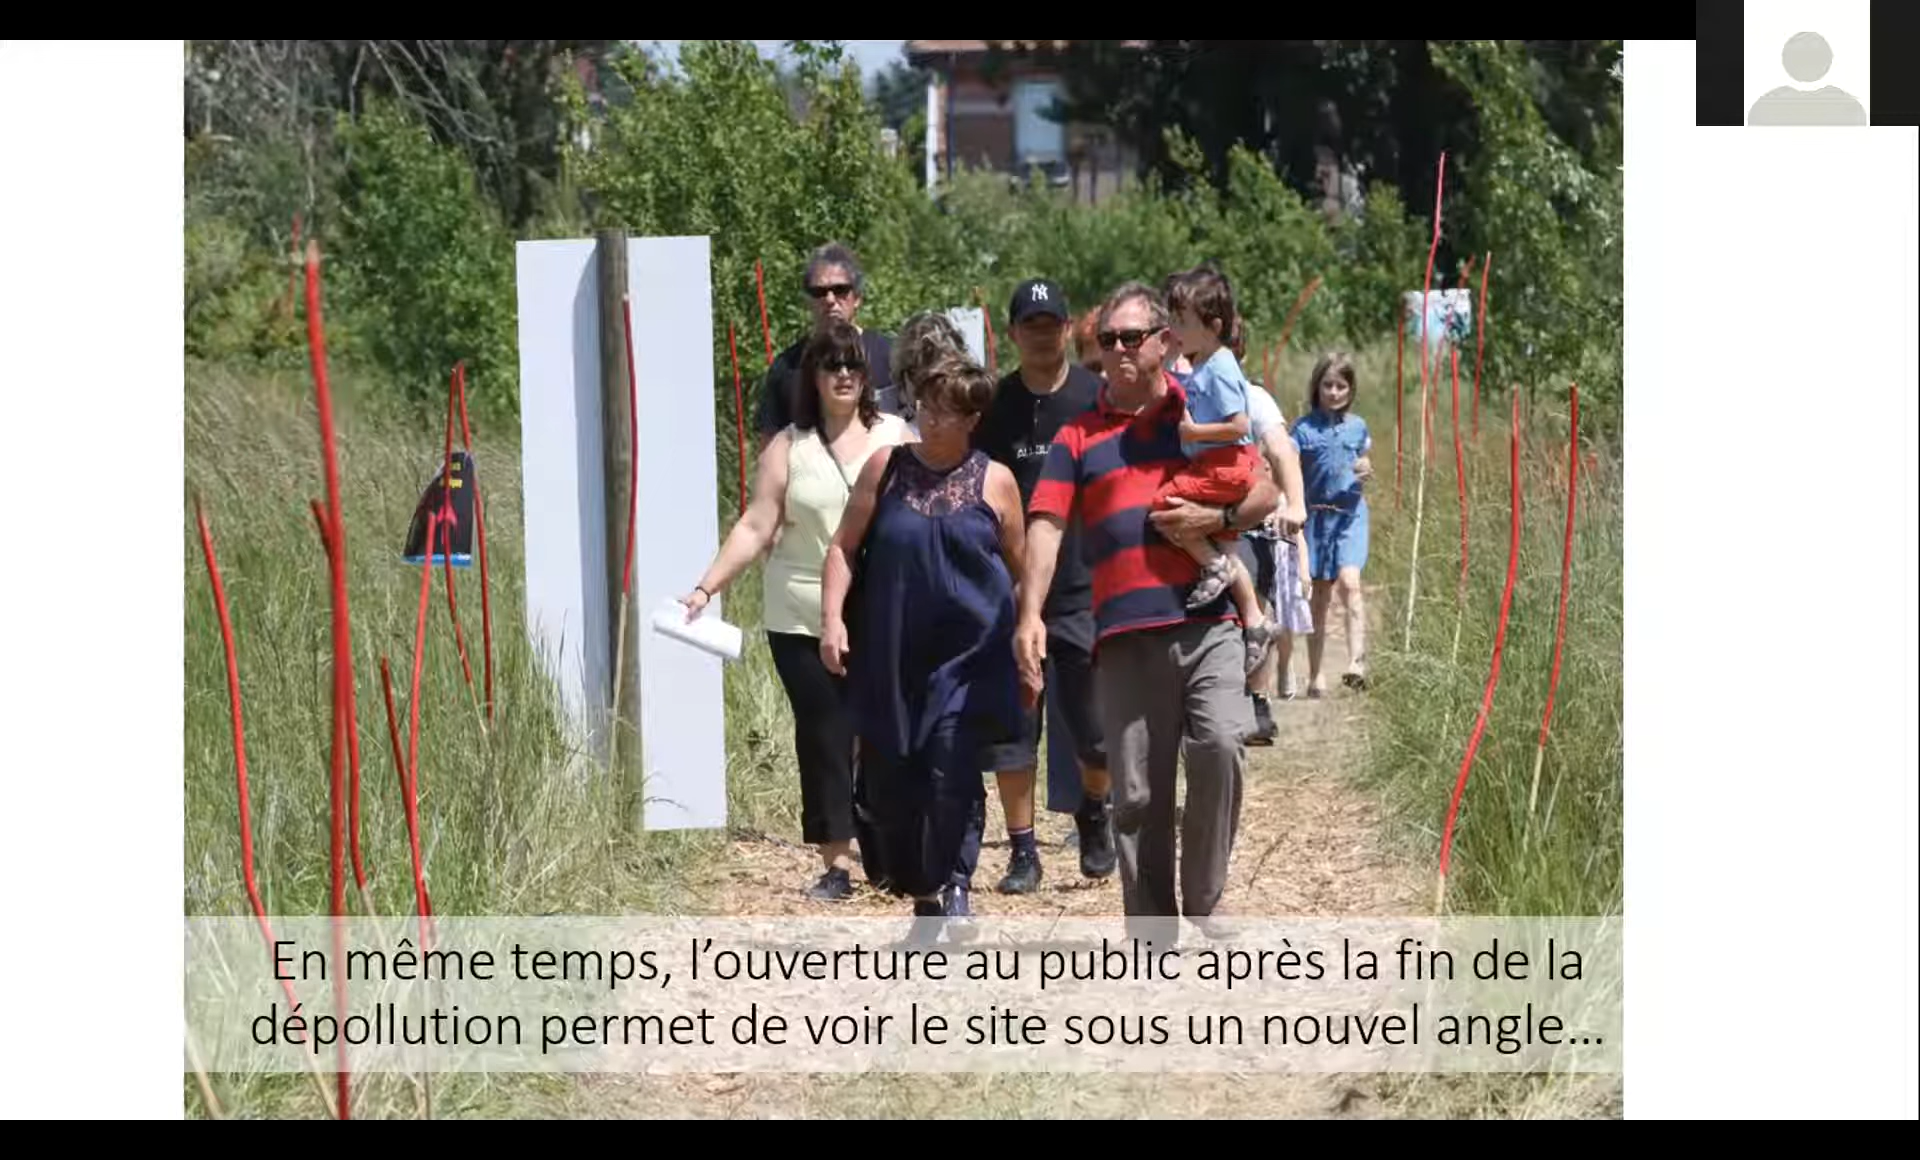 NY
En même temps, l’ouverture au public après la fin de la
dépollution permet de voir le site sous un nouvel angle...